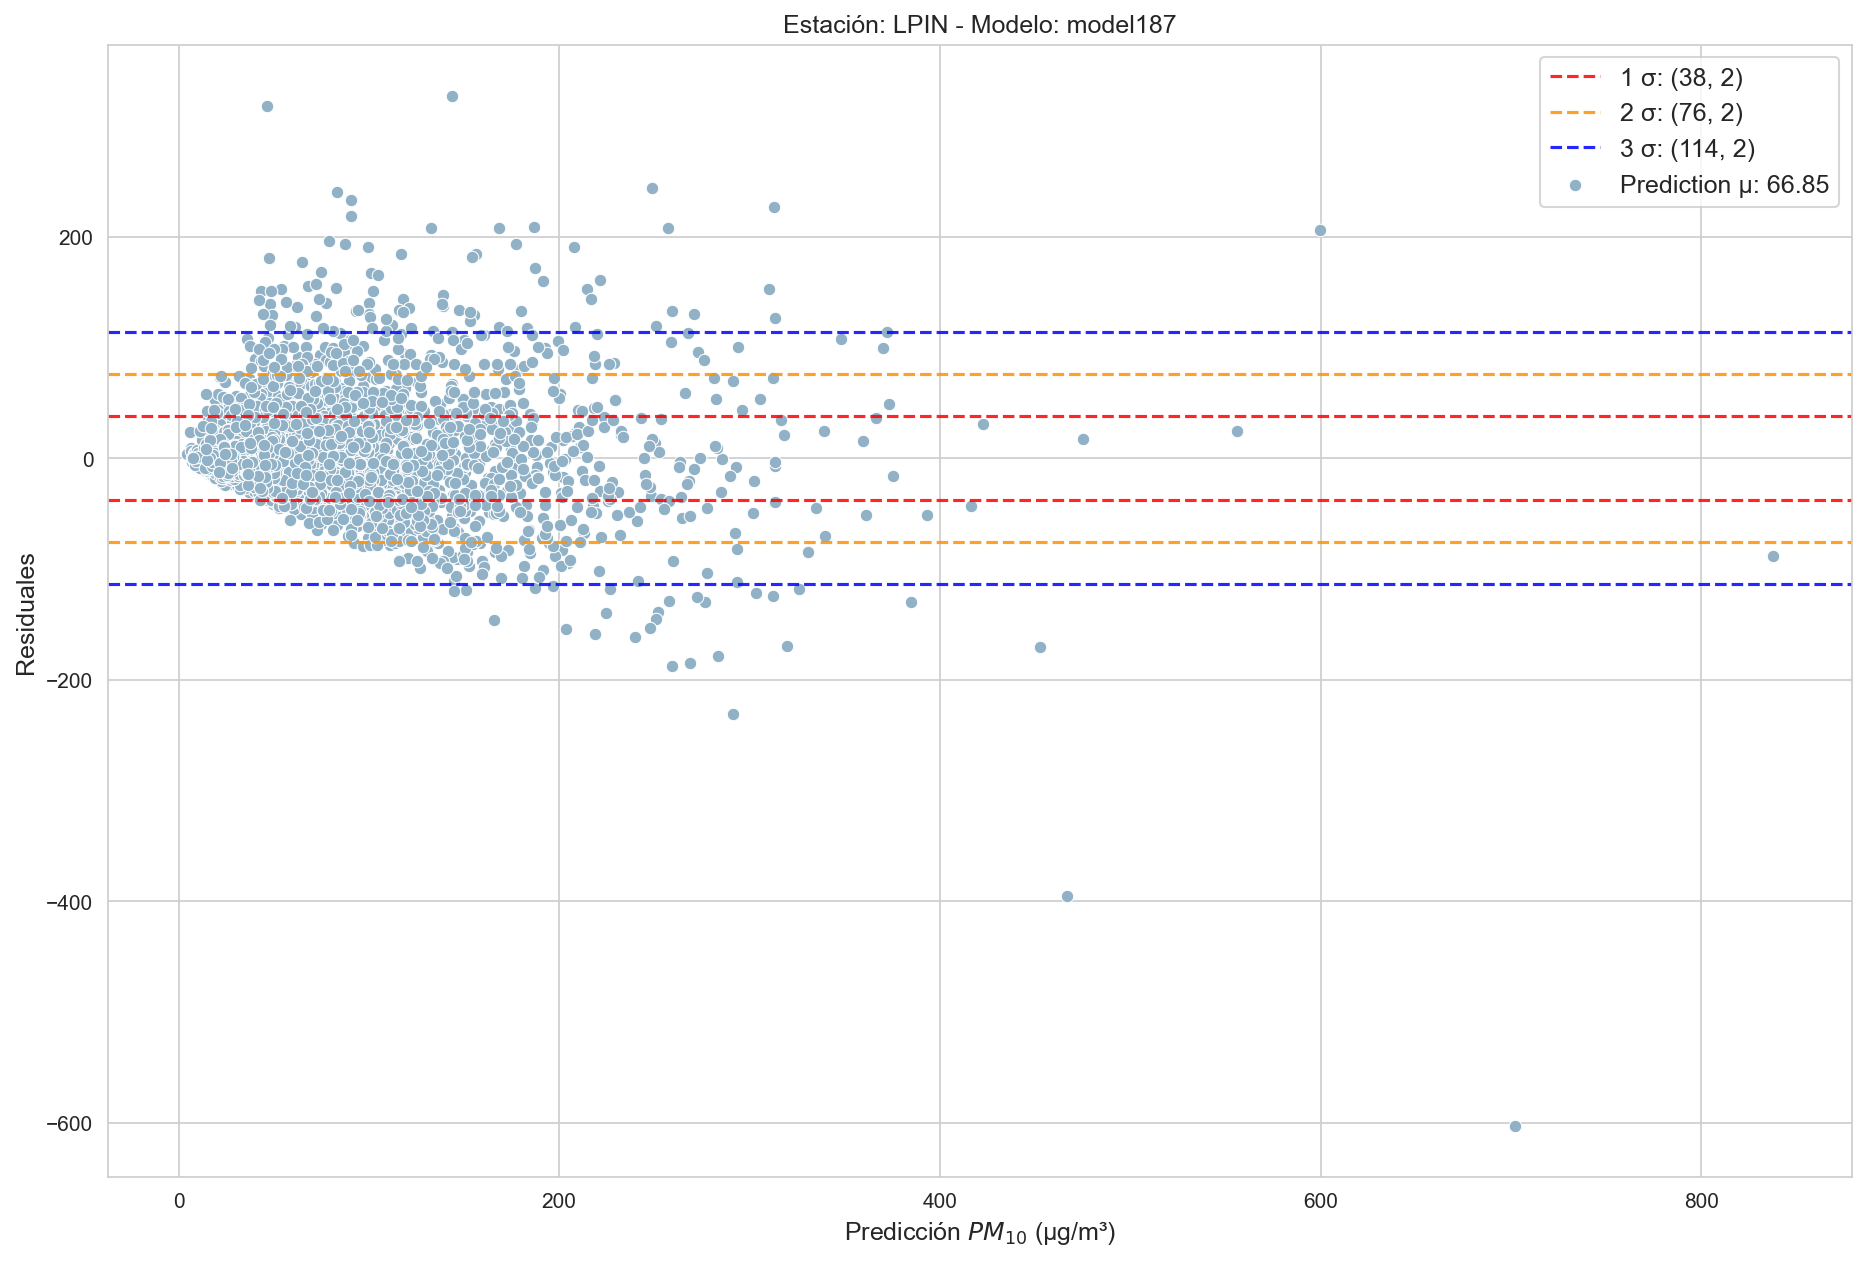 Estación: LPIN - Modelo: model187
1 σ: (38, 2)
2 σ: (76, 2)
3 σ: (114, 2)
Prediction µ: 66.85
Residuales
200
0
−200
−400
−600
0 200 400 600 800
Predicción PM₁₀ (µg/m³)